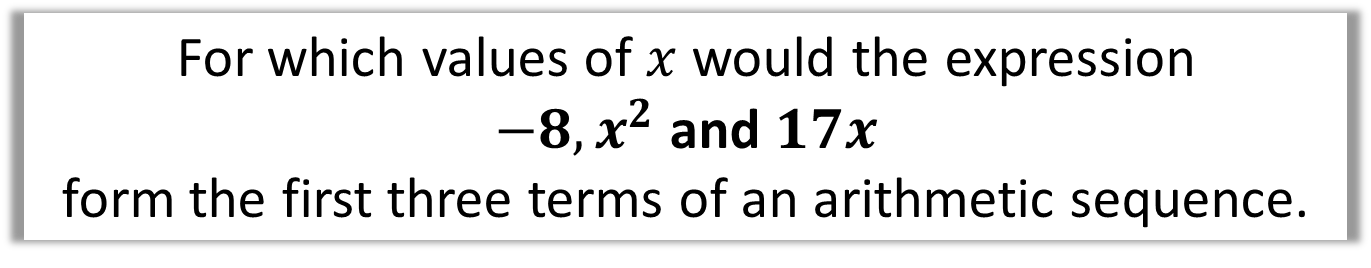 For which values of x would the expression
−8, x² and 17x
form the first three terms of an arithmetic sequence.